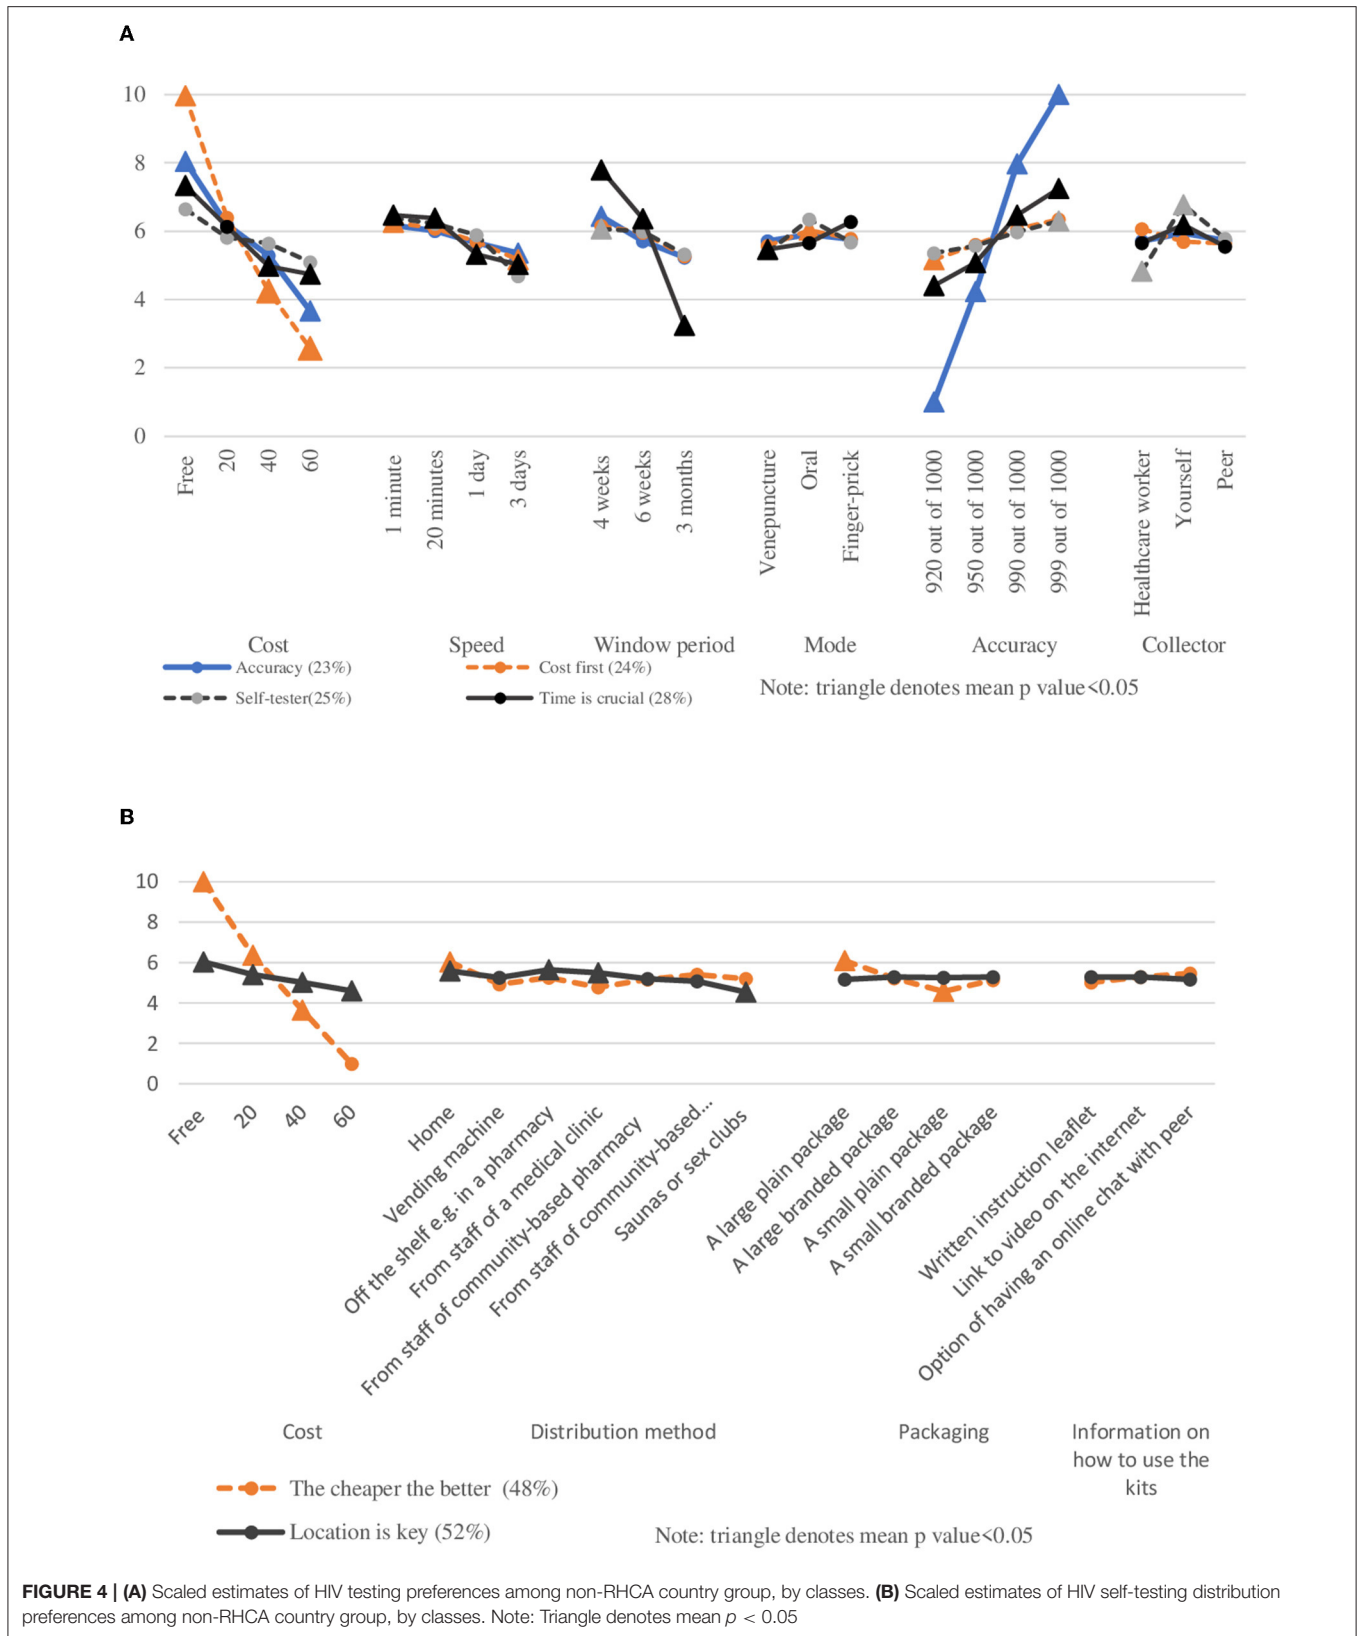 A
10
8
6
4
2
0
Free
20
40
60
1 minute
20 minutes
1 day
3 days
4 weeks
6 weeks
3 months
Venepuncture
Oral
Finger-prick
920 out of 1000
950 out of 1000
990 out of 1000
999 out of 1000
Healthcare worker
Yourself
Peer
Cost
Speed
Window period
Mode
Accuracy
Collector
Accuracy (23%)
Cost first (24%)
Self-tester(25%)
Time is crucial (28%)
Note: triangle denotes mean p value<0.05
B
10
8
6
4
2
0
Free
20
40
60
Home
Vending machine
Off the shelf e.g. in a pharmacy
From staff of a medical clinic
From staff of community-based pharmacy
From staff of community-based...
Saunas or sex clubs
A large plain package
A large branded package
A small plain package
A small branded package
Written instruction leaflet
Link to video on the internet
Option of having an online chat with peer
Cost
Distribution method
Packaging
Information on
how to use the
kits
The cheaper the better (48%)
Location is key (52%)
Note: triangle denotes mean p value<0.05
FIGURE 4 | (A) Scaled estimates of HIV testing preferences among non-RHCA country group, by classes. (B) Scaled estimates of HIV self-testing distribution
preferences among non-RHCA country group, by classes. Note: Triangle denotes mean p < 0.05